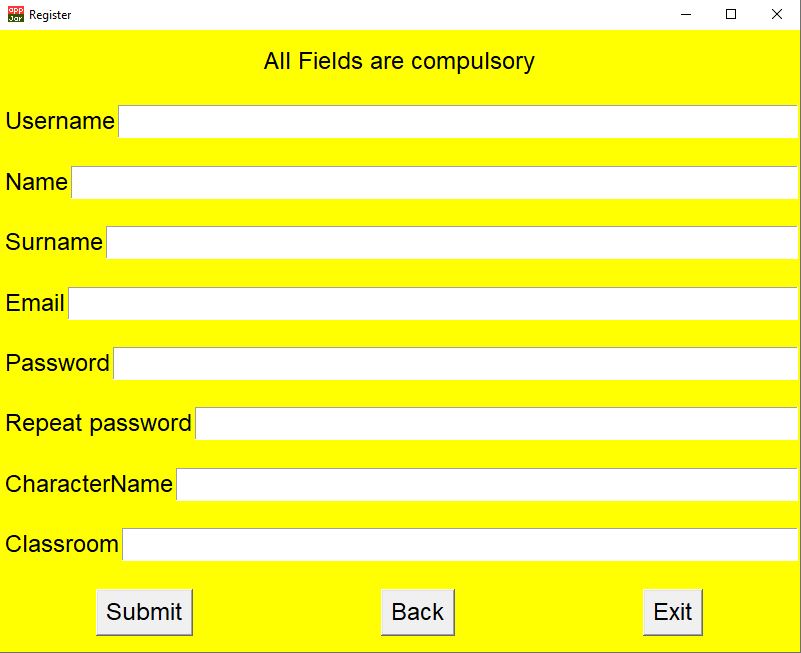 app
Jar
Register
All Fields are compulsory
Username
Name
Surname
Email
Password
Repeat password
CharacterName
Classroom
Submit Back Exit